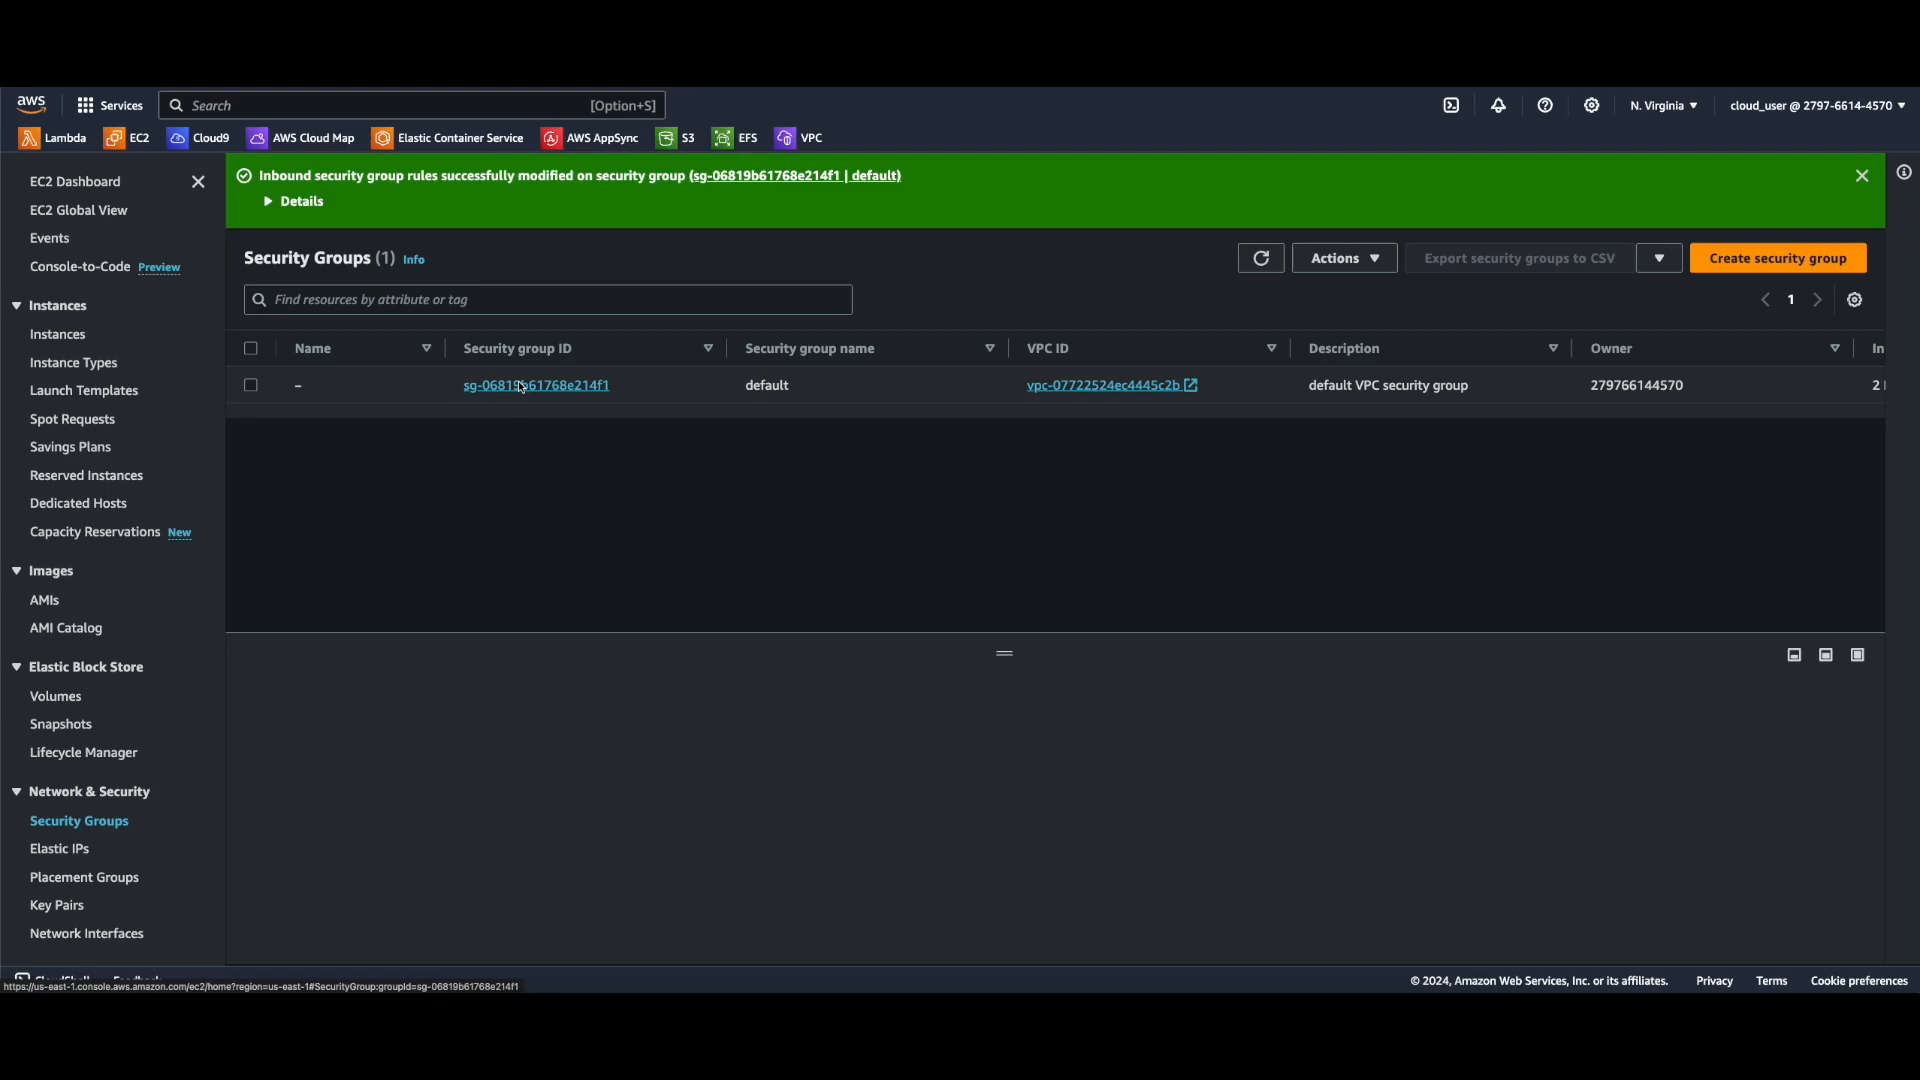 aws
Services
Search
[Option+S]
N. Virginia
cloud_user @ 2797-6614-4570
Lambda
EC2
Cloud9
AWS Cloud Map
Elastic Container Service
AWS AppSync
S3
EFS
VPC
EC2 Dashboard
EC2 Global View
Events
Console-to-Code Preview
Instances
Instances
Instance Types
Launch Templates
Spot Requests
Savings Plans
Reserved Instances
Dedicated Hosts
Capacity Reservations New
Images
AMIs
AMI Catalog
Elastic Block Store
Volumes
Snapshots
Lifecycle Manager
Network & Security
Security Groups
Elastic IPs
Placement Groups
Key Pairs
Network Interfaces
Inbound security group rules successfully modified on security group (sg-06819b61768e214f1 | default)
Details
Security Groups (1) Info
Actions
Export security groups to CSV
Create security group
Find resources by attribute or tag
1
Name
Security group ID
Security group name
VPC ID
Description
Owner
In
–
sg-06819b61768e214f1
default
vpc-07722524ec4445c2b
default VPC security group
279766144570
2
https://us-east-1.console.aws.amazon.com/ec2/home?region=us-east-1#SecurityGroup:groupId=sg-06819b61768e214f1
© 2024, Amazon Web Services, Inc. or its affiliates.
Privacy
Terms
Cookie preferences